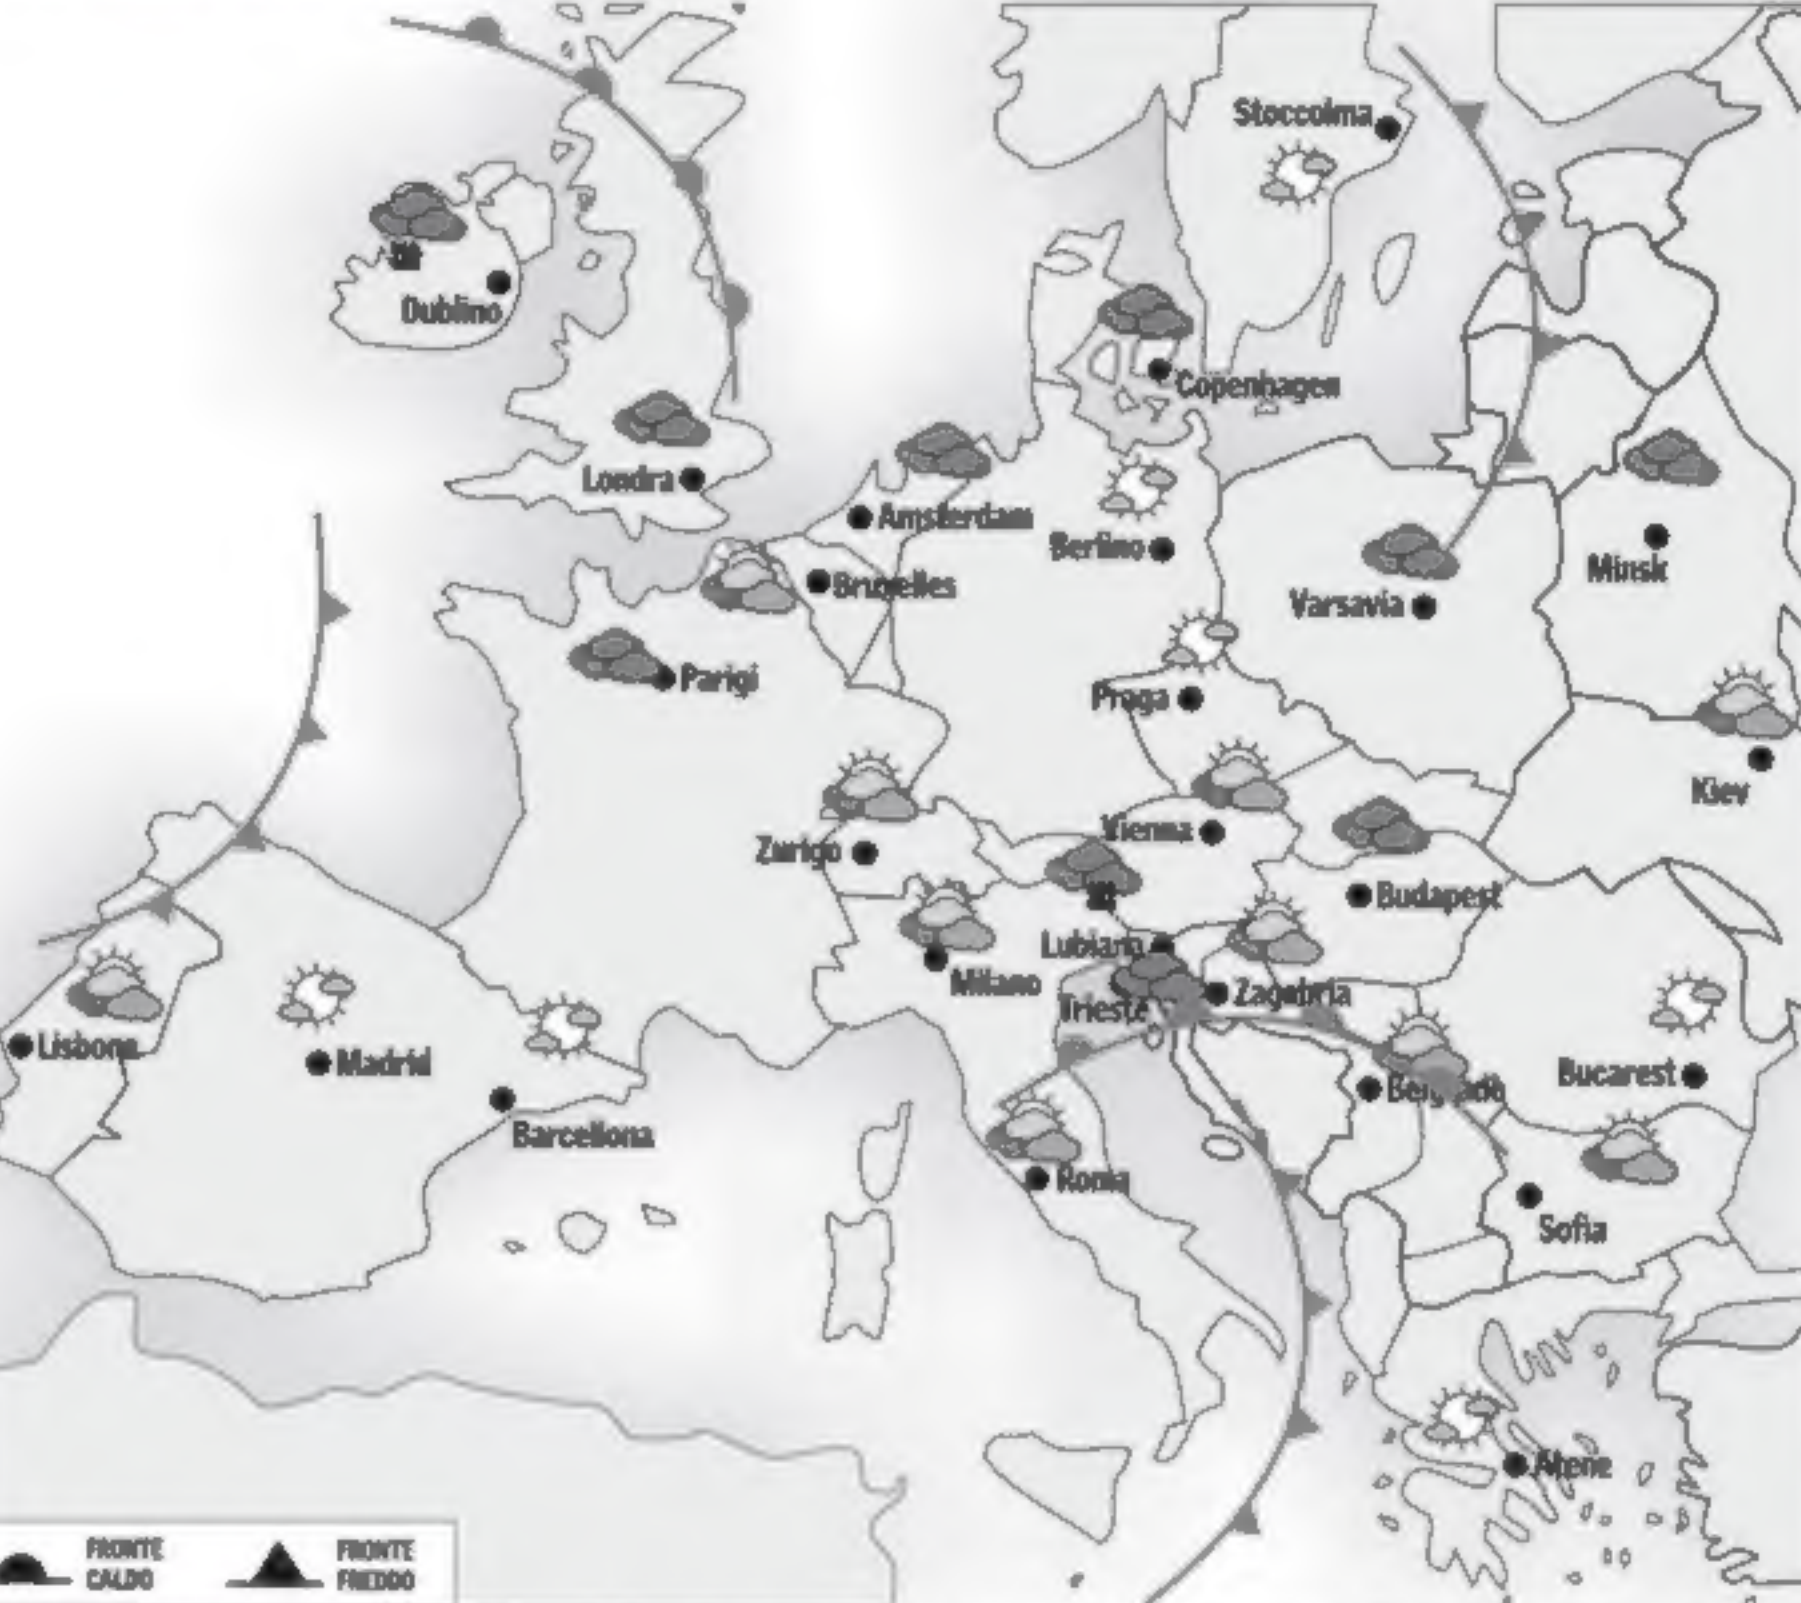 Stoccolma
Dublino
Copenhagen
Londra
Amsterdam
Berlino
Bruxelles
Minsk
Varsavia
Parigi
Praga
Kiev
Vienna
Zurigo
Budapest
Lubiana
Milano
Zagabria
Trieste
Lisbona
Madrid
Bucarest
Belgrado
Barcellona
Roma
Sofia
Atene
FRONTE
CALDO
FRONTE
FREDDO